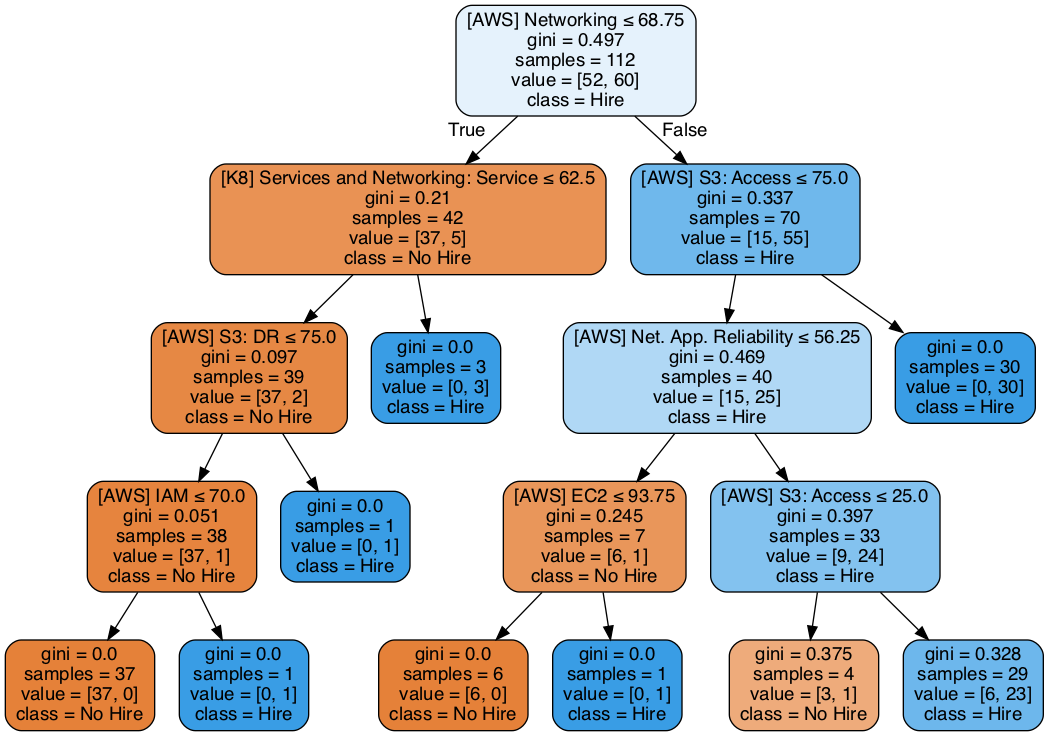 [AWS] Networking ≤ 68.75
gini = 0.497
samples = 112
value = [52, 60]
class = Hire
True
False
[K8] Services and Networking: Service ≤ 62.5
gini = 0.21
samples = 42
value = [37, 5]
class = No Hire
[AWS] S3: Access ≤ 75.0
gini = 0.337
samples = 70
value = [15, 55]
class = Hire
[AWS] S3: DR ≤ 75.0
gini = 0.097
samples = 39
value = [37, 2]
class = No Hire
gini = 0.0
samples = 3
value = [0, 3]
class = Hire
[AWS] Net. App. Reliability ≤ 56.25
gini = 0.469
samples = 40
value = [15, 25]
class = Hire
gini = 0.0
samples = 30
value = [0, 30]
class = Hire
[AWS] IAM ≤ 70.0
gini = 0.051
samples = 38
value = [37, 1]
class = No Hire
gini = 0.0
samples = 1
value = [0, 1]
class = Hire
[AWS] EC2 ≤ 93.75
gini = 0.245
samples = 7
value = [6, 1]
class = No Hire
[AWS] S3: Access ≤ 25.0
gini = 0.397
samples = 33
value = [9, 24]
class = Hire
gini = 0.0
samples = 37
value = [37, 0]
class = No Hire
gini = 0.0
samples = 1
value = [0, 1]
class = Hire
gini = 0.0
samples = 6
value = [6, 0]
class = No Hire
gini = 0.0
samples = 1
value = [0, 1]
class = Hire
gini = 0.375
samples = 4
value = [3, 1]
class = No Hire
gini = 0.328
samples = 29
value = [6, 23]
class = Hire